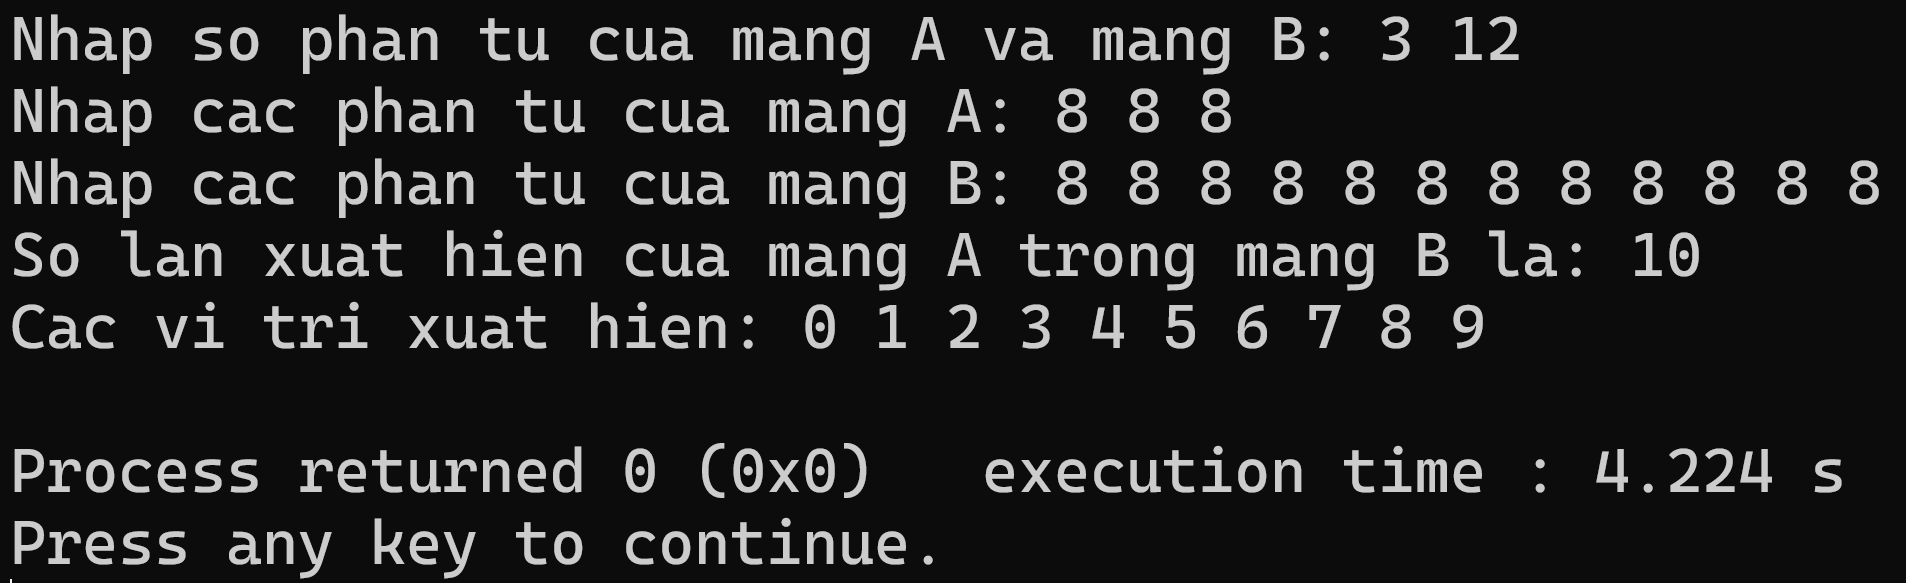 Nhap so phan tu cua mang A va mang B: 3 12
Nhap cac phan tu cua mang A: 8 8 8
Nhap cac phan tu cua mang B: 8 8 8 8 8 8 8 8 8 8 8 8
So lan xuat hien cua mang A trong mang B la: 10
Cac vi tri xuat hien: 0 1 2 3 4 5 6 7 8 9
Process returned 0 (0x0)   execution time : 4.224 s
Press any key to continue.